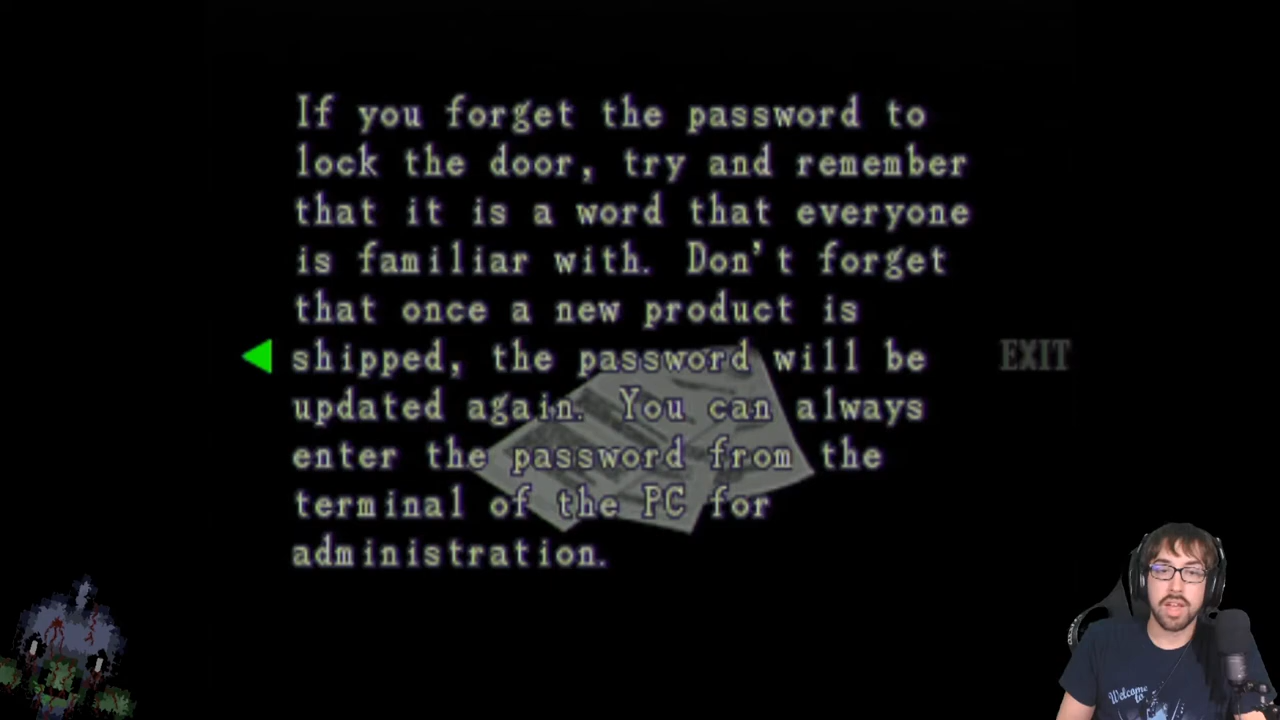 If you forget the password to
lock the door, try and remember
that it is a word that everyone
is familiar with. Don't forget
that once a new product is
shipped, the password will be
updated again. You can always
enter the password from the
terminal of the PC for
administration.
EXIT
Welcome
to